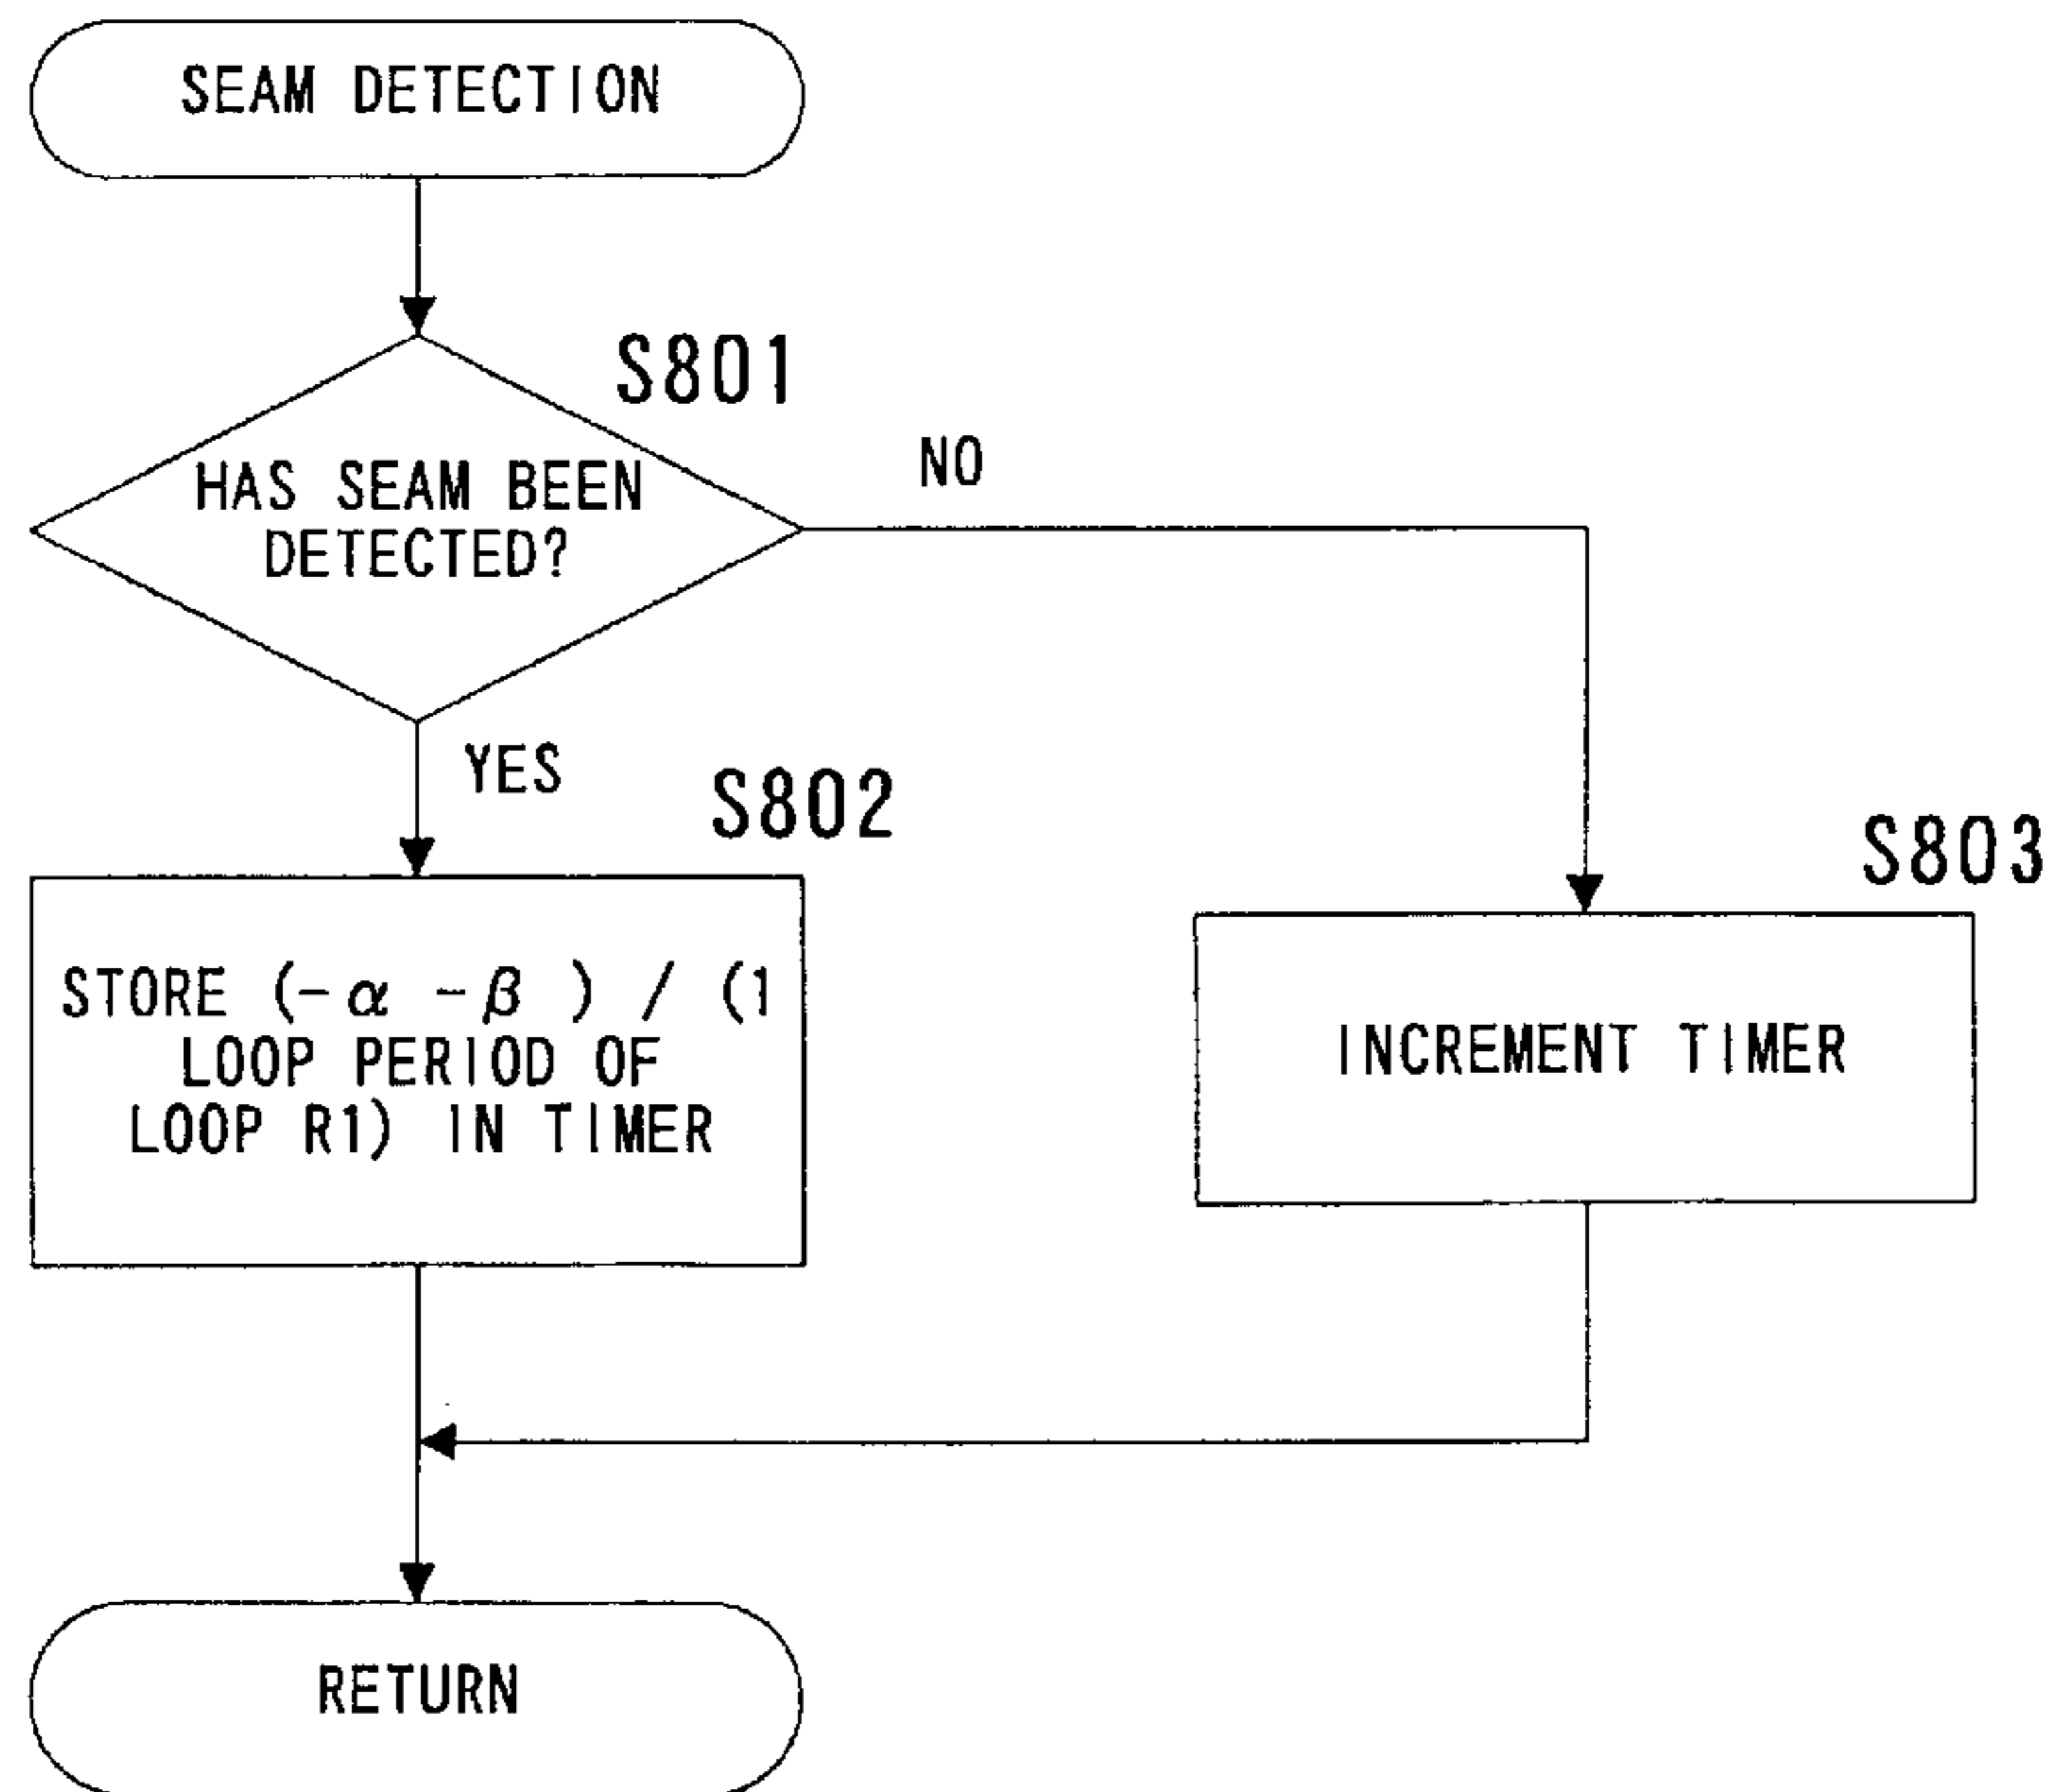 SEAM DETECTION
S801
HAS SEAM BEEN
DETECTED?
NO
YES
S802
STORE (-α -β ) / (1
LOOP PERIOD OF
LOOP R1) IN TIMER
S803
INCREMENT TIMER
RETURN